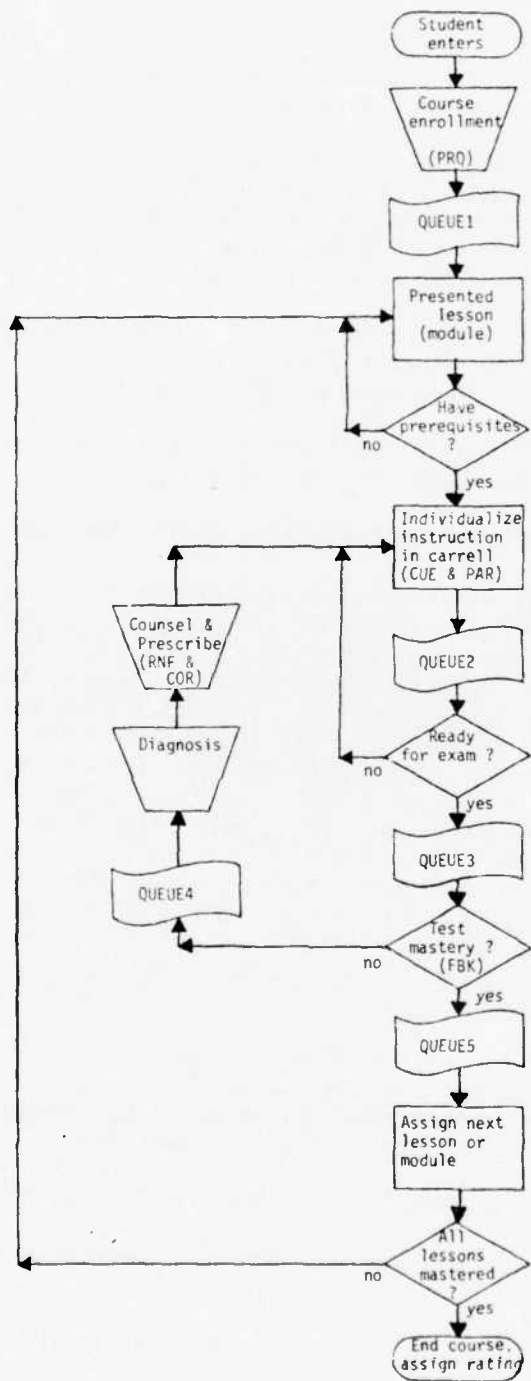 Student
enters
Course
enrollment
(PRQ)
QUEUE1
Presented
lesson
(module)
Have
prerequisites
?
no
yes
Individualize
instruction
in carrell
(CUE & PAR)
Counsel &
Prescribe
(RNF &
COR)
QUEUE2
Diagnosis
Ready
for exam ?
no
yes
QUEUE3
QUEUE4
Test
mastery ?
(FBK)
no
yes
QUEUE5
Assign next
lesson or
module
All
lessons
mastered
?
no
yes
End course,
assign rating